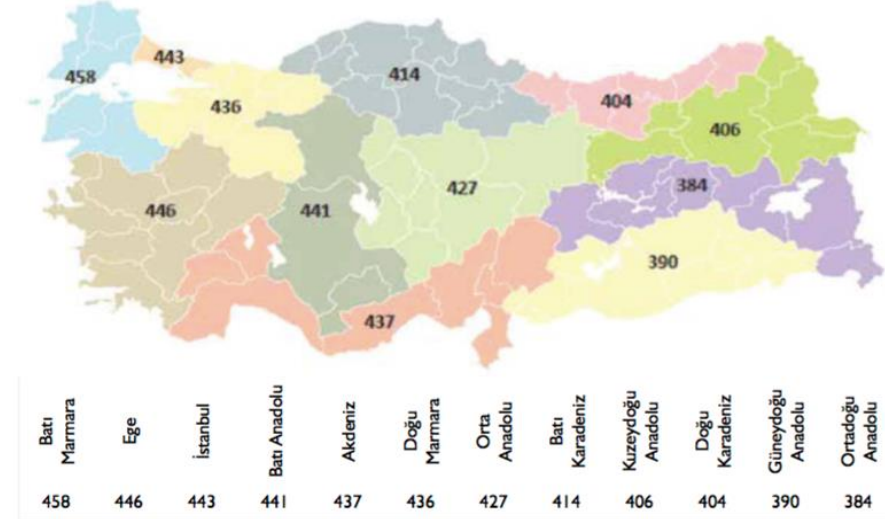 443
458
414
436
404
406
427
384
446
441
390
437
Batı Marmara
Ege
İstanbul
Batı Anadolu
Akdeniz
Doğu Marmara
Orta Anadolu
Batı Karadeniz
Kuzeydoğu Anadolu
Doğu Karadeniz
Güneydoğu Anadolu
Ortadoğu Anadolu
458 446 443 441 437 436 427 414 406 404 390 384